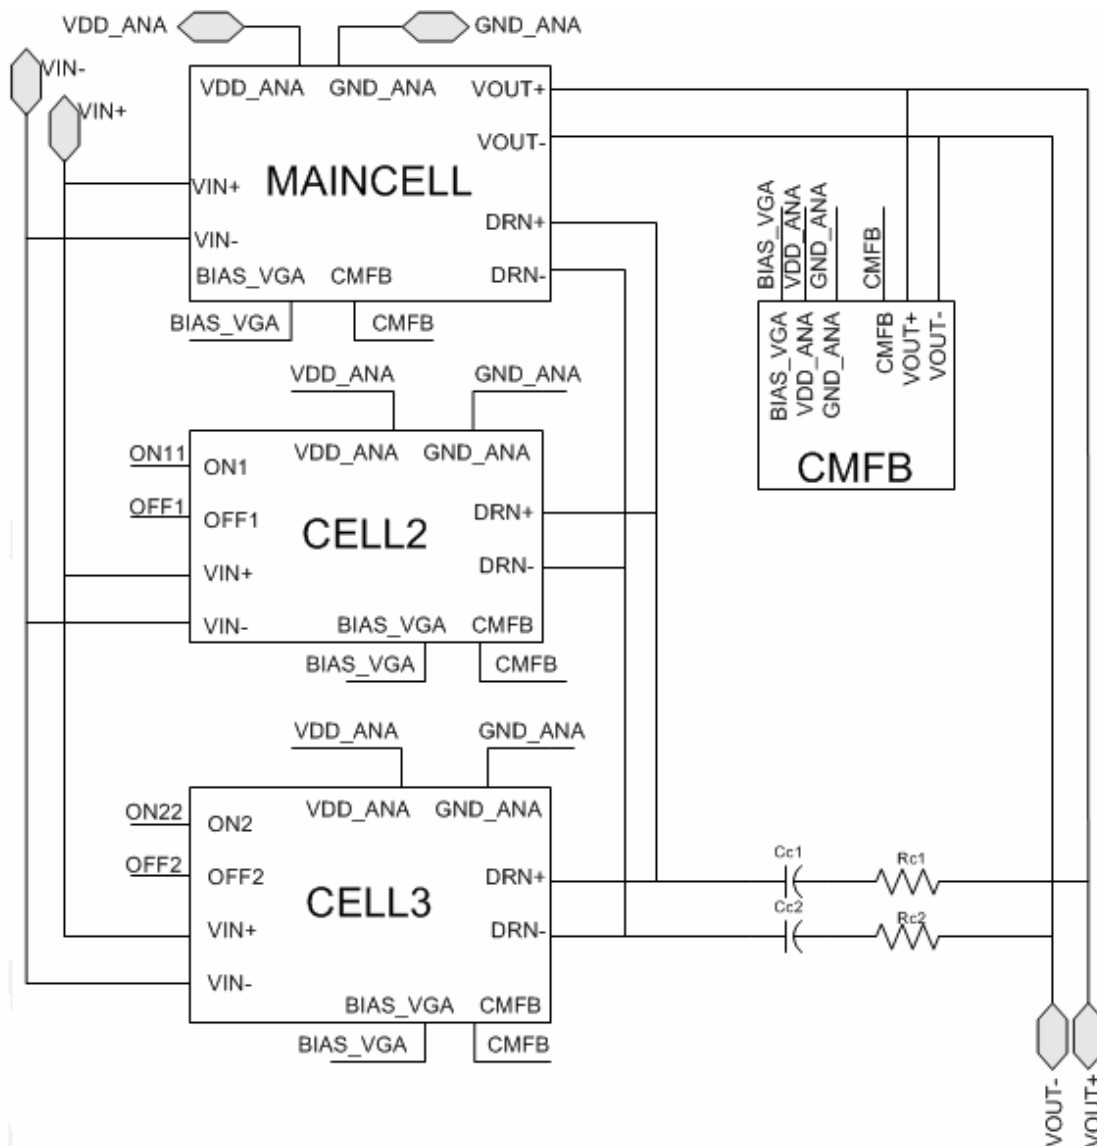 VDD_ANA
GND_ANA
VIN-
VIN+
VDD_ANA GND_ANA VOUT+
VOUT-
MAINCELL
VIN+
DRN+
VIN-
DRN-
BIAS_VGA CMFB
BIAS_VGA CMFB
BIAS_VGA
VDD_ANA
GND_ANA
CMFB
BIAS_VGA
VDD_ANA
GND_ANA
CMFB
VOUT+
VOUT-
CMFB
VDD_ANA GND_ANA
VDD_ANA GND_ANA
ON11 ON1
OFF1 OFF1
DRN+
CELL2
VIN+
DRN-
VIN-
BIAS_VGA CMFB
BIAS_VGA CMFB
VDD_ANA GND_ANA
VDD_ANA GND_ANA
ON22 ON2
OFF2 OFF2
DRN+
CELL3
VIN+
DRN-
VIN-
BIAS_VGA CMFB
BIAS_VGA CMFB
Cc1 Rc1
Cc2 Rc2
VOUT-
VOUT+